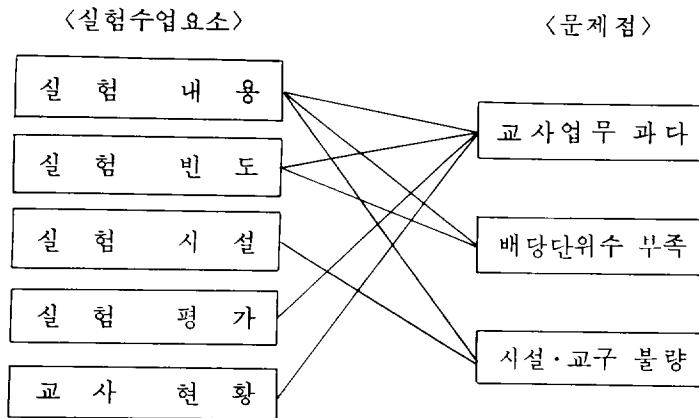 〈실험수업요소〉
〈문제점〉
실 험 내 용
실 험 빈 도
실 험 시 설
실 험 평 가
교 사 현 황
교사업무 과다
배당단위수 부족
시설·교구 불량